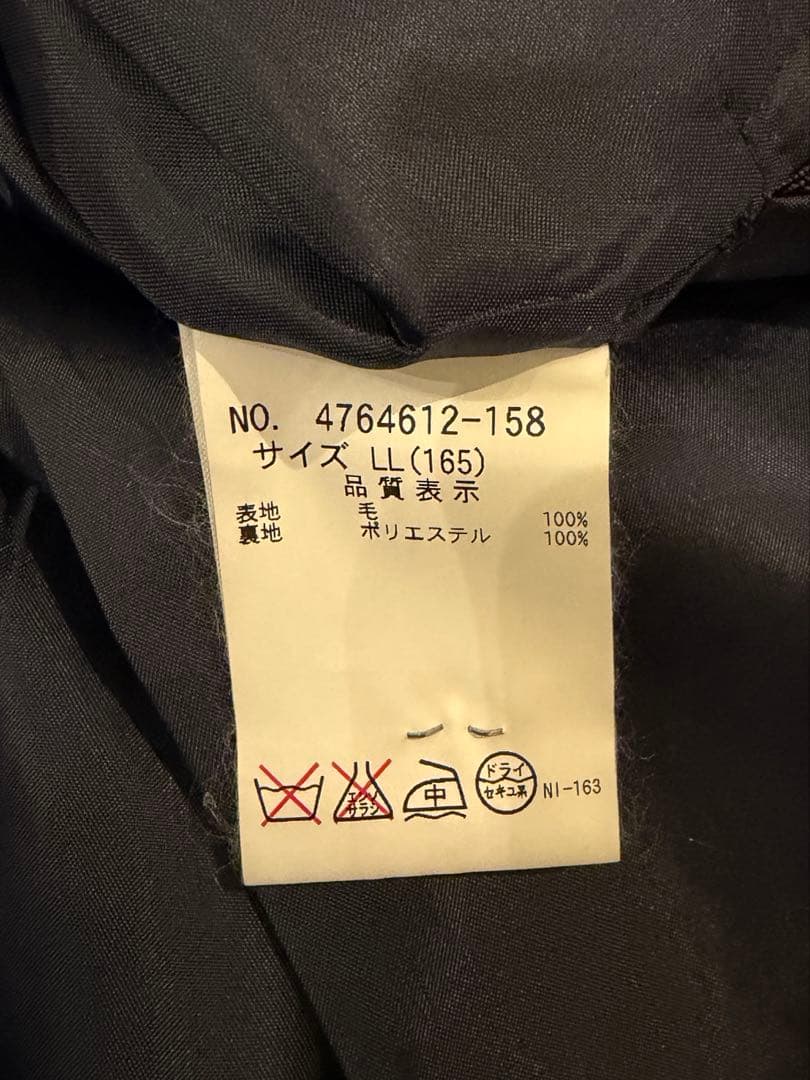 NO. 4764612-158
サイズ LL(165)
品質表示
表地 毛 100%
裏地 ポリエステル 100%
エンソ
サラシ
中
ドライ
セキユ系
NI-163